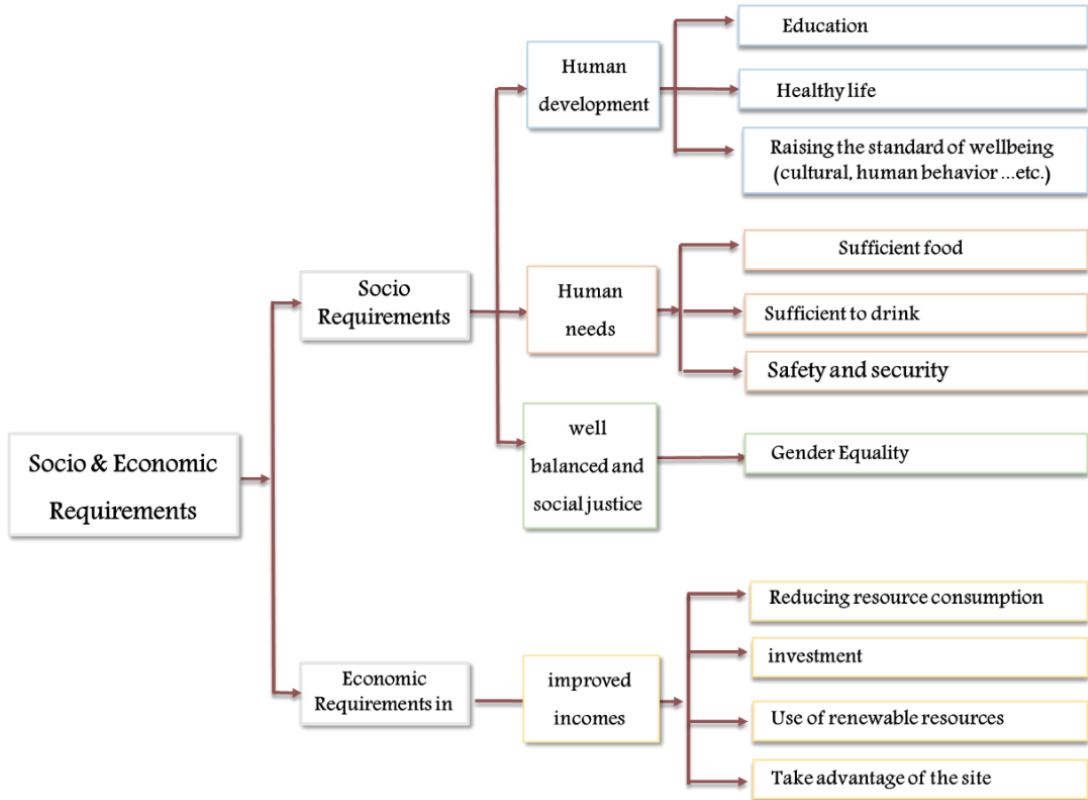 Socio & Economic
Requirements
Socio
Requirements
Human
development
Education
Healthy life
Raising the standard of wellbeing
(cultural, human behavior ...etc.)
Human
needs
Sufficient food
Sufficient to drink
Safety and security
well
balanced and
social justice
Gender Equality
Economic
Requirements in
improved
incomes
Reducing resource consumption
investment
Use of renewable resources
Take advantage of the site